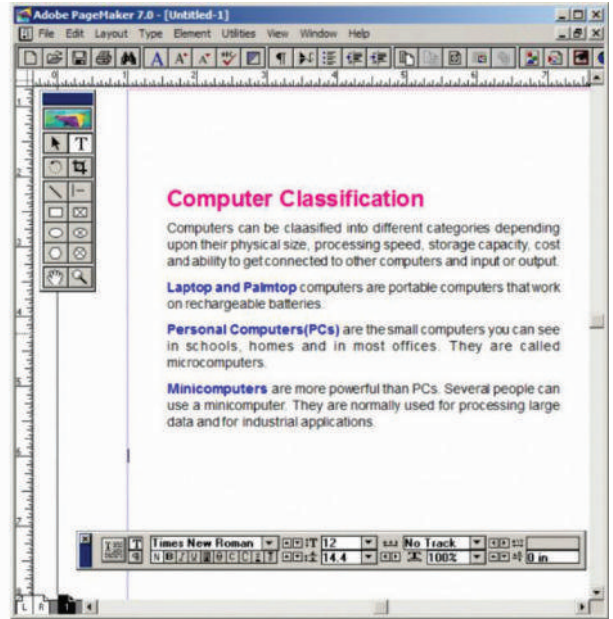 Adobe PageMaker 7.0 - [Untitled-1]
File Edit Layout Type Element Utilities View Window Help
Computer Classification
Computers can be claasified into different categories depending
upon their physical size, processing speed, storage capacity, cost
and ability to get connected to other computers and input or output.
Laptop and Palmtop computers are portable computers that work
on rechargeable batteries.
Personal Computers(PCs) are the small computers you can see
in schools, homes and in most offices. They are called
microcomputers.
Minicomputers are more powerful than PCs. Several people can
use a minicomputer. They are normally used for processing large
data and for industrial applications.
Times New Roman 12 No Track
N B I U R C C 14.4 100% 0 in
L R 1